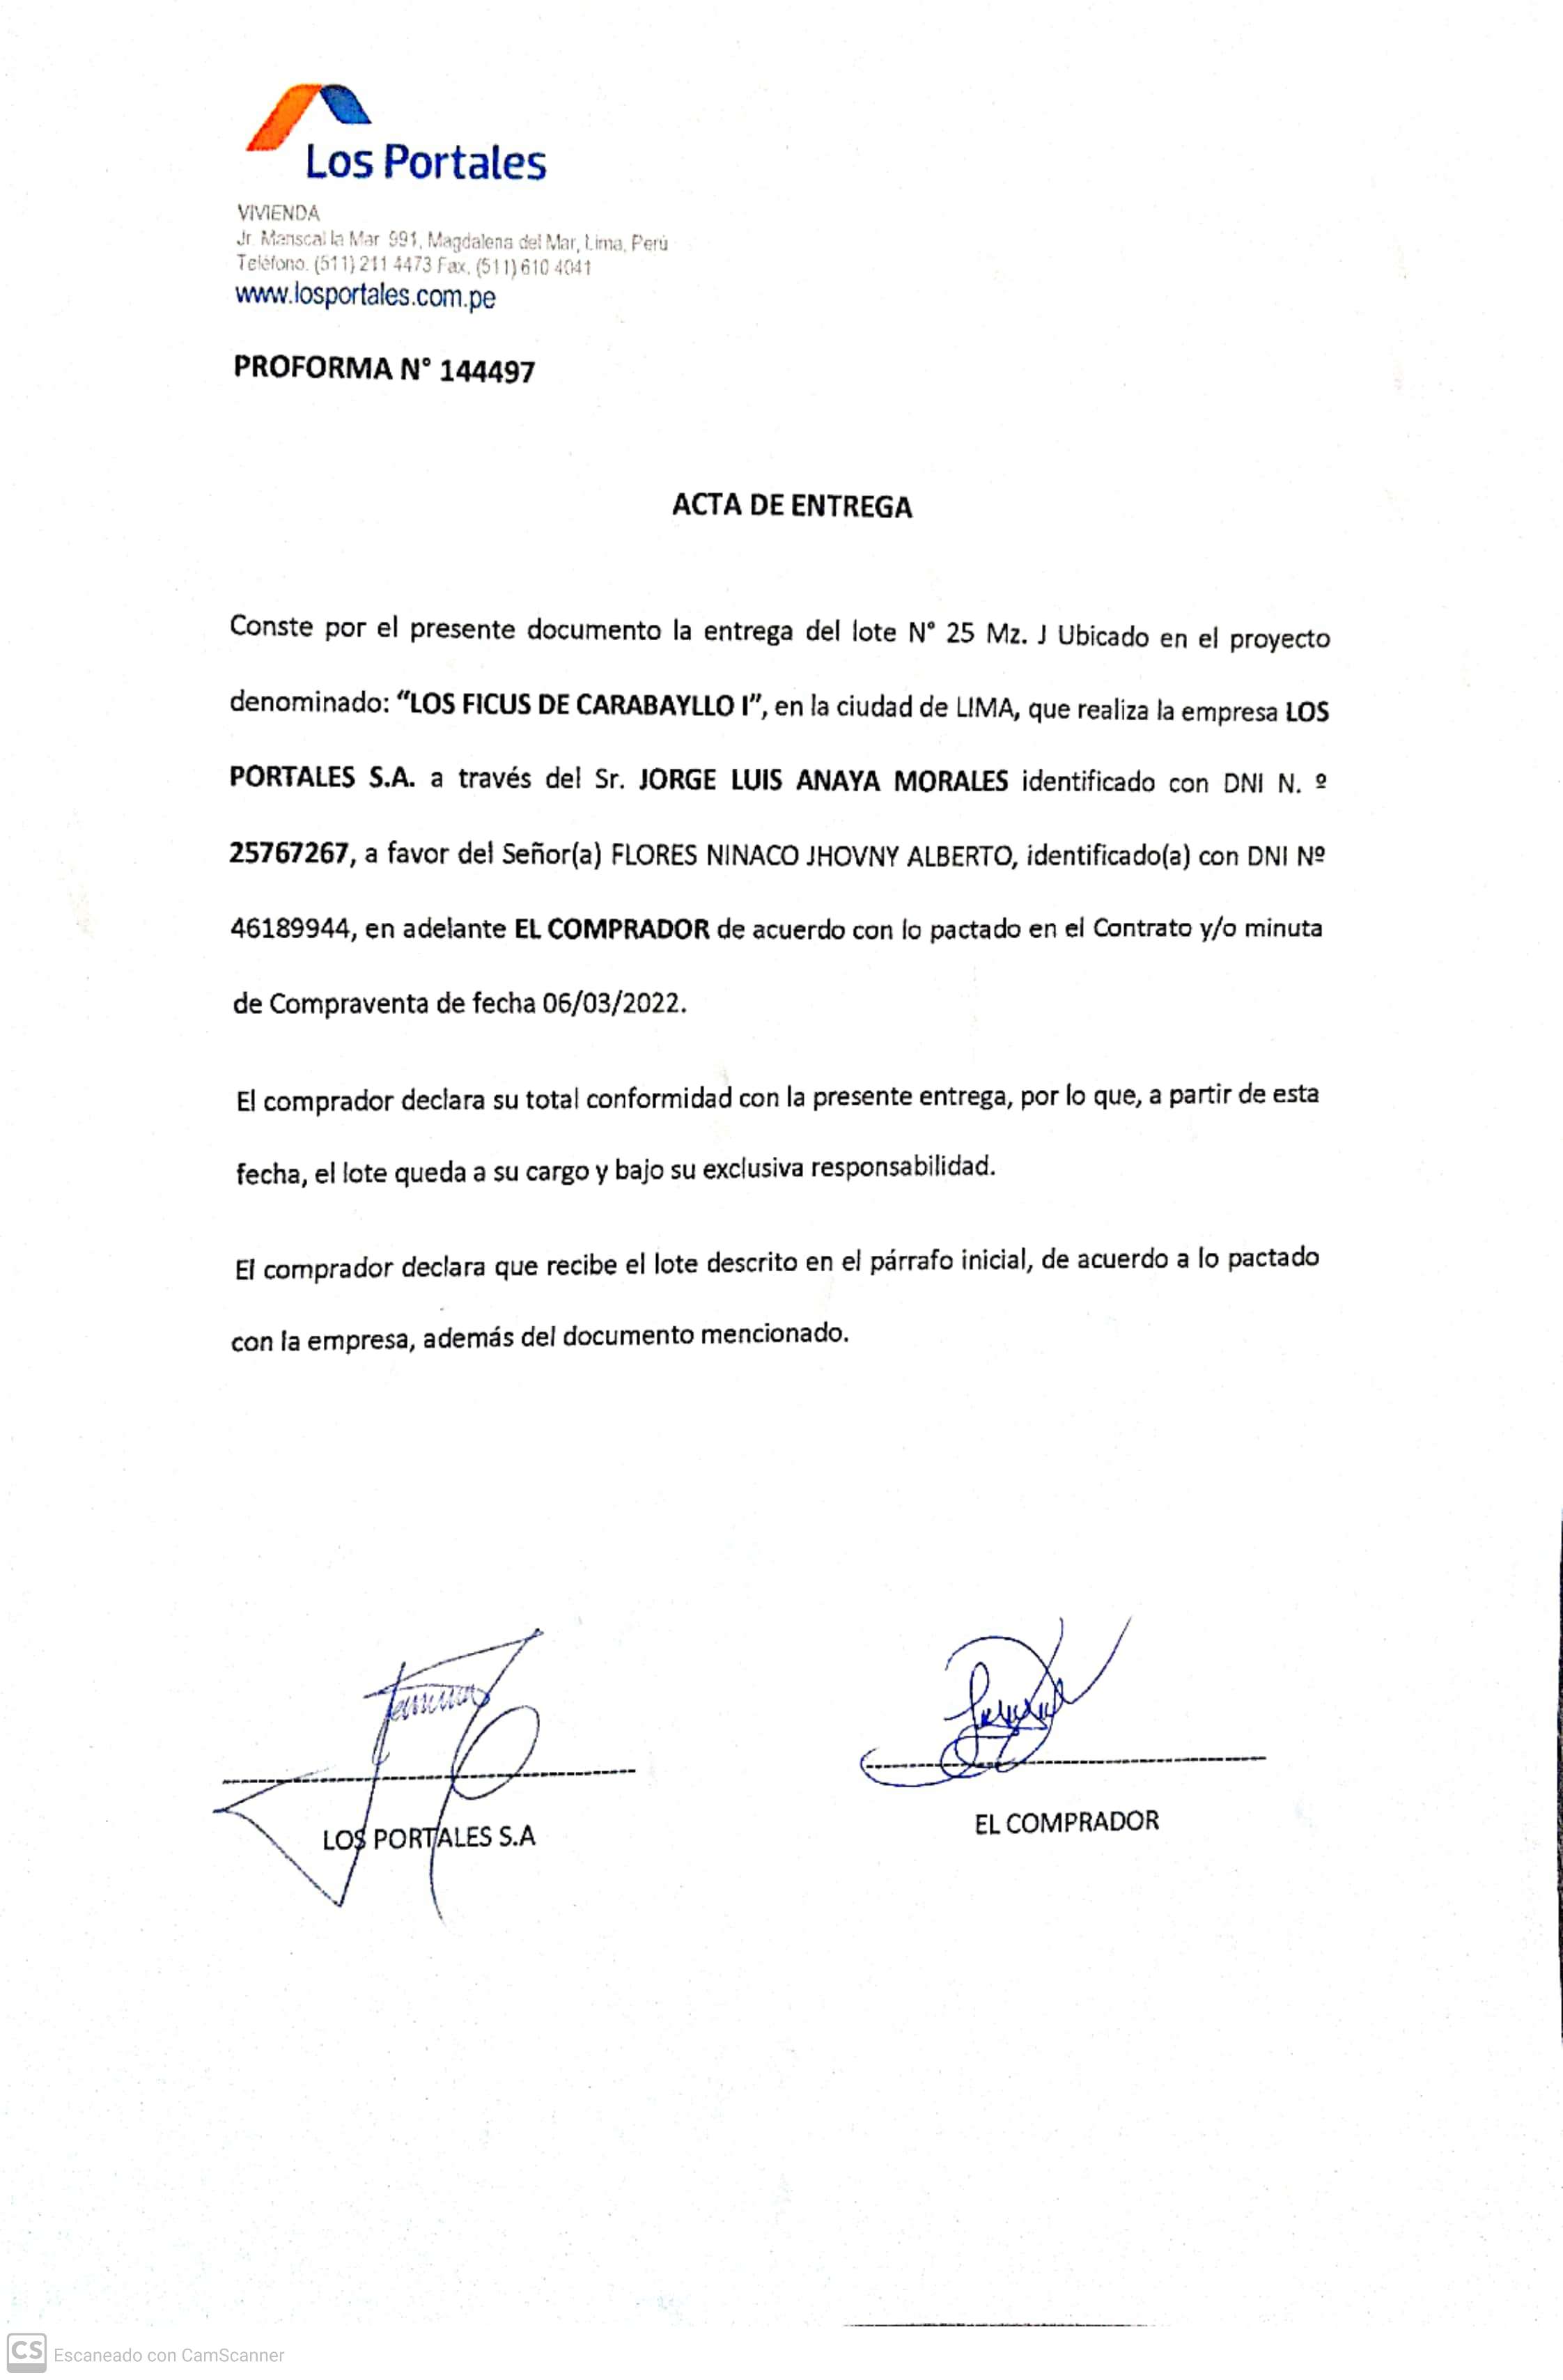 Los Portales
VIVIENDA
Jr. Mariscal la Mar 991, Magdalena del Mar, Lima, Perú
Teléfono. (511) 211 4473 Fax. (511) 610 4041
www.losportales.com.pe
PROFORMA N° 144497
ACTA DE ENTREGA
Conste por el presente documento la entrega del lote N° 25 Mz. J Ubicado en el proyecto
denominado: “LOS FICUS DE CARABAYLLO I”, en la ciudad de LIMA, que realiza la empresa LOS
PORTALES S.A. a través del Sr. JORGE LUIS ANAYA MORALES identificado con DNI N. º
25767267, a favor del Señor(a) FLORES NINACO JHOVNY ALBERTO, identificado(a) con DNI Nº
46189944, en adelante EL COMPRADOR de acuerdo con lo pactado en el Contrato y/o minuta
de Compraventa de fecha 06/03/2022.
El comprador declara su total conformidad con la presente entrega, por lo que, a partir de esta
fecha, el lote queda a su cargo y bajo su exclusiva responsabilidad.
El comprador declara que recibe el lote descrito en el párrafo inicial, de acuerdo a lo pactado
con la empresa, además del documento mencionado.
LOS PORTALES S.A
EL COMPRADOR
CS Escaneado con CamScanner